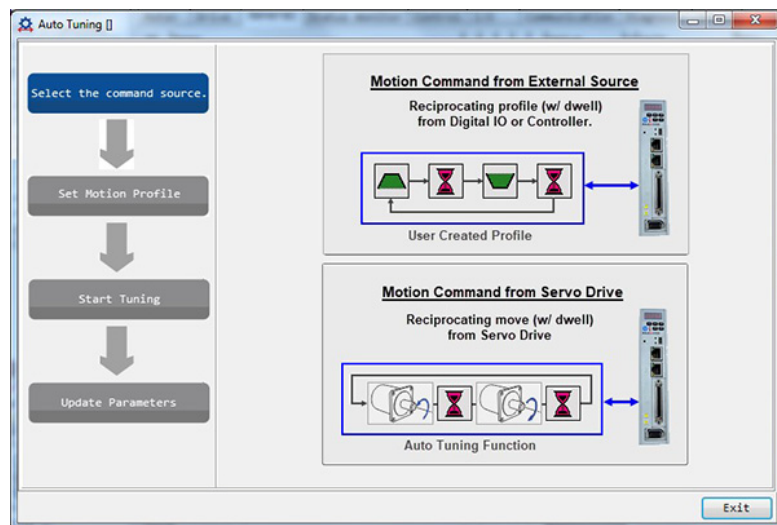 Auto Tuning []
Select the command source.
Set Motion Profile
Start Tuning
Update Parameters
Motion Command from External Source
Reciprocating profile (w/ dwell)
from Digital IO or Controller.
User Created Profile
Motion Command from Servo Drive
Reciprocating move (w/ dwell)
from Servo Drive
Auto Tuning Function
Exit